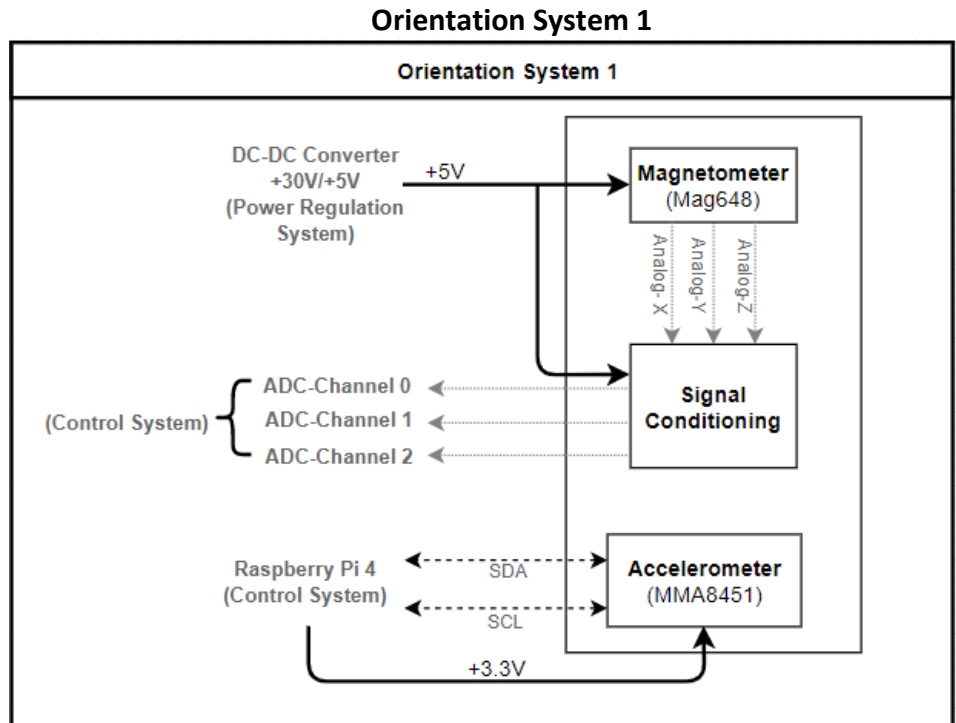 Orientation System 1
Orientation System 1
DC-DC Converter
+30V/+5V
(Power Regulation
System)
+5V
Magnetometer
(Mag648)
Analog- X
Analog-Y
Analog-Z
Signal
Conditioning
ADC-Channel 0
ADC-Channel 1
ADC-Channel 2
(Control System)
Raspberry Pi 4
(Control System)
SDA
SCL
Accelerometer
(MMA8451)
+3.3V